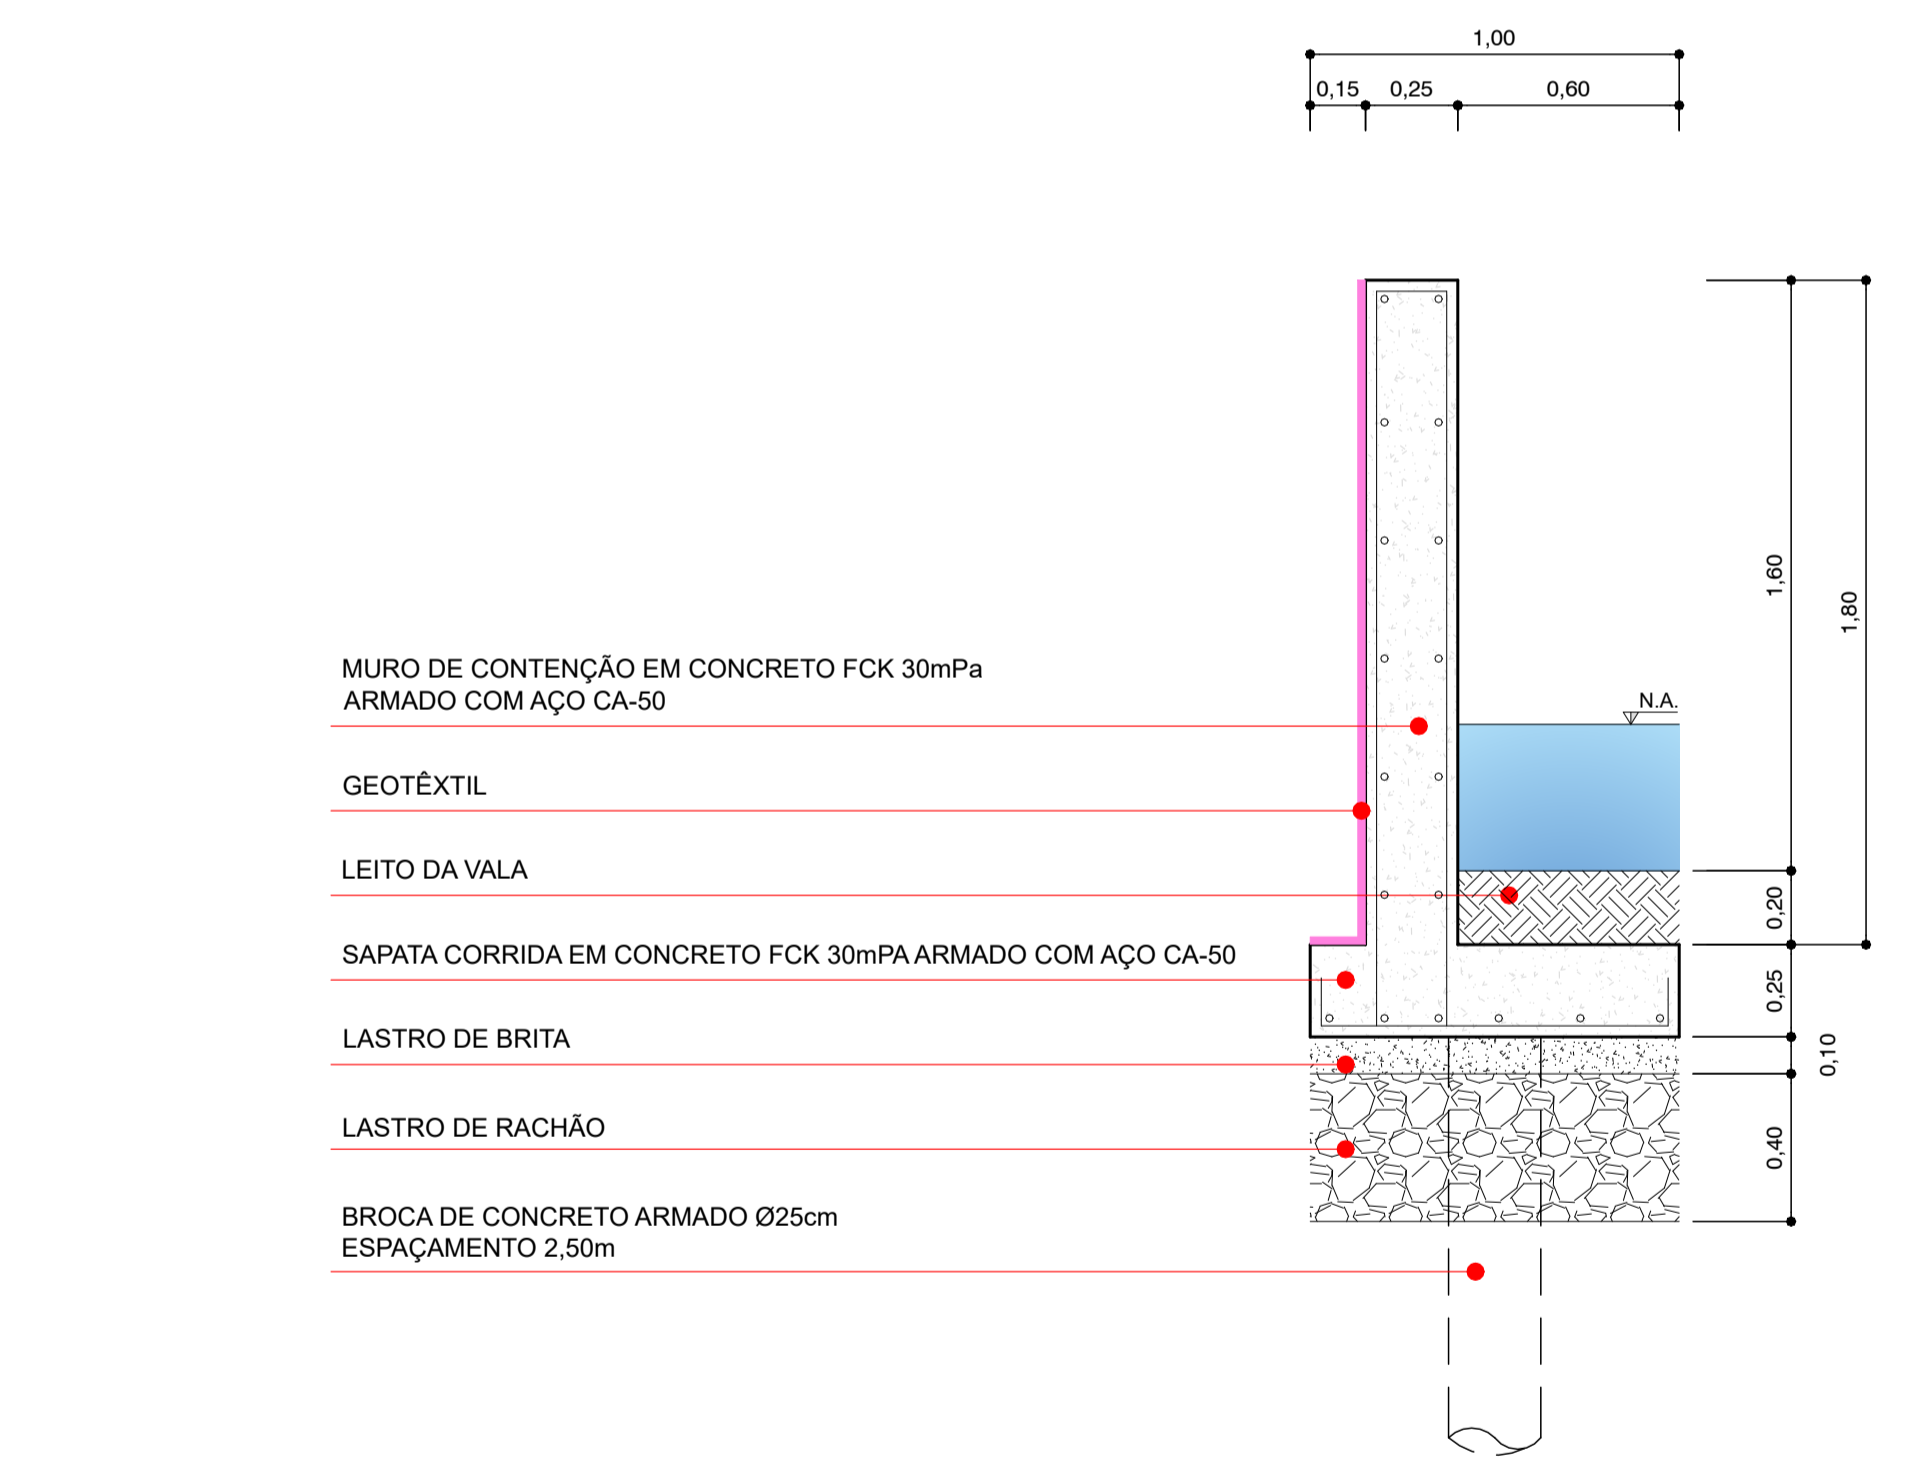 1,00
0,15 0,25 0,60
MURO DE CONTENÇÃO EM CONCRETO FCK 30mPa
ARMADO COM AÇO CA-50
GEOTÊXTIL
LEITO DA VALA
SAPATA CORRIDA EM CONCRETO FCK 30mPA ARMADO COM AÇO CA-50
LASTRO DE BRITA
LASTRO DE RACHÃO
BROCA DE CONCRETO ARMADO Ø25cm
ESPAÇAMENTO 2,50m
N.A.
1,60
1,80
0,20
0,25
0,10
0,40